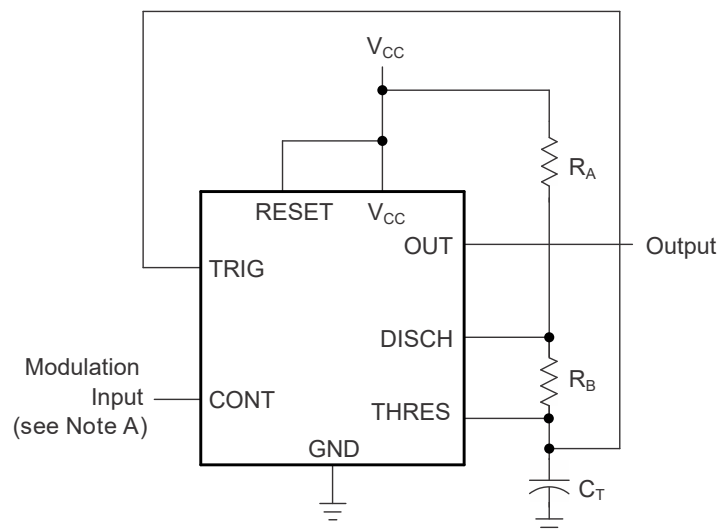 V_CC
R_A
RESET
V_CC
OUT
Output
TRIG
DISCH
Modulation
Input
(see Note A)
R_B
CONT
THRES
GND
C_T